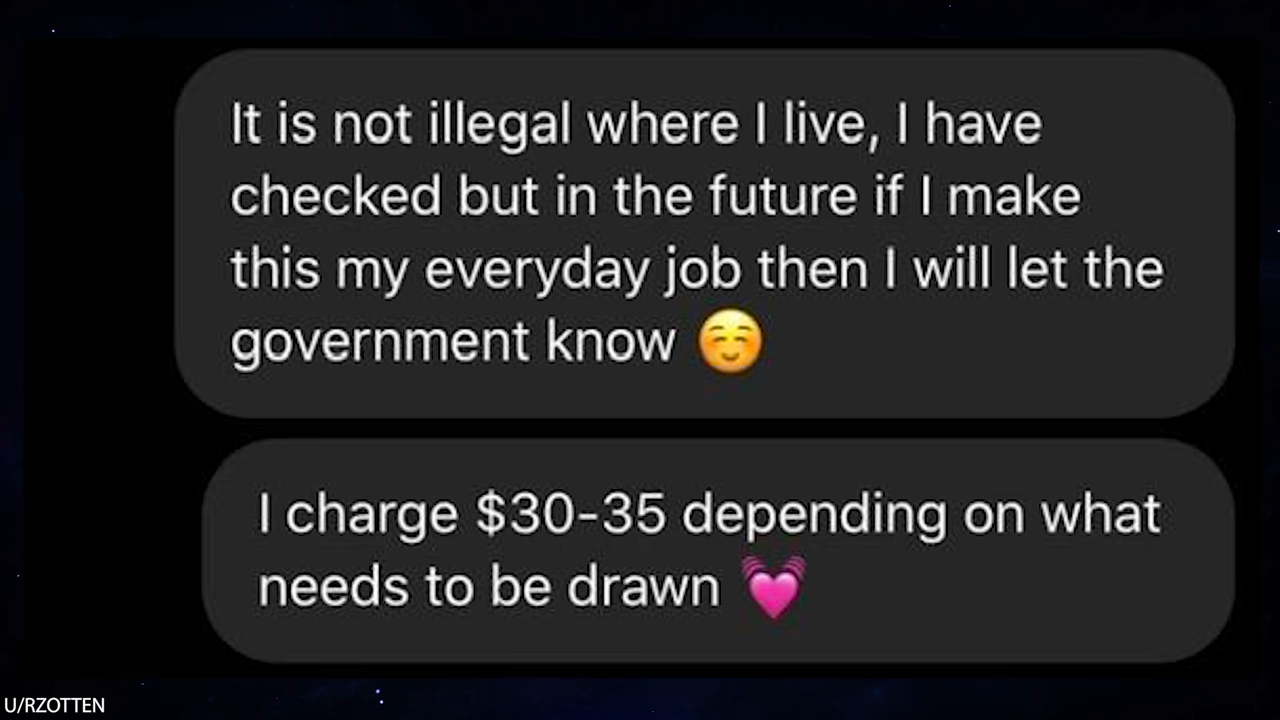 It is not illegal where I live, I have
checked but in the future if I make
this my everyday job then I will let the
government know ☺️
I charge $30-35 depending on what
needs to be drawn 💓
U/RZOTTEN